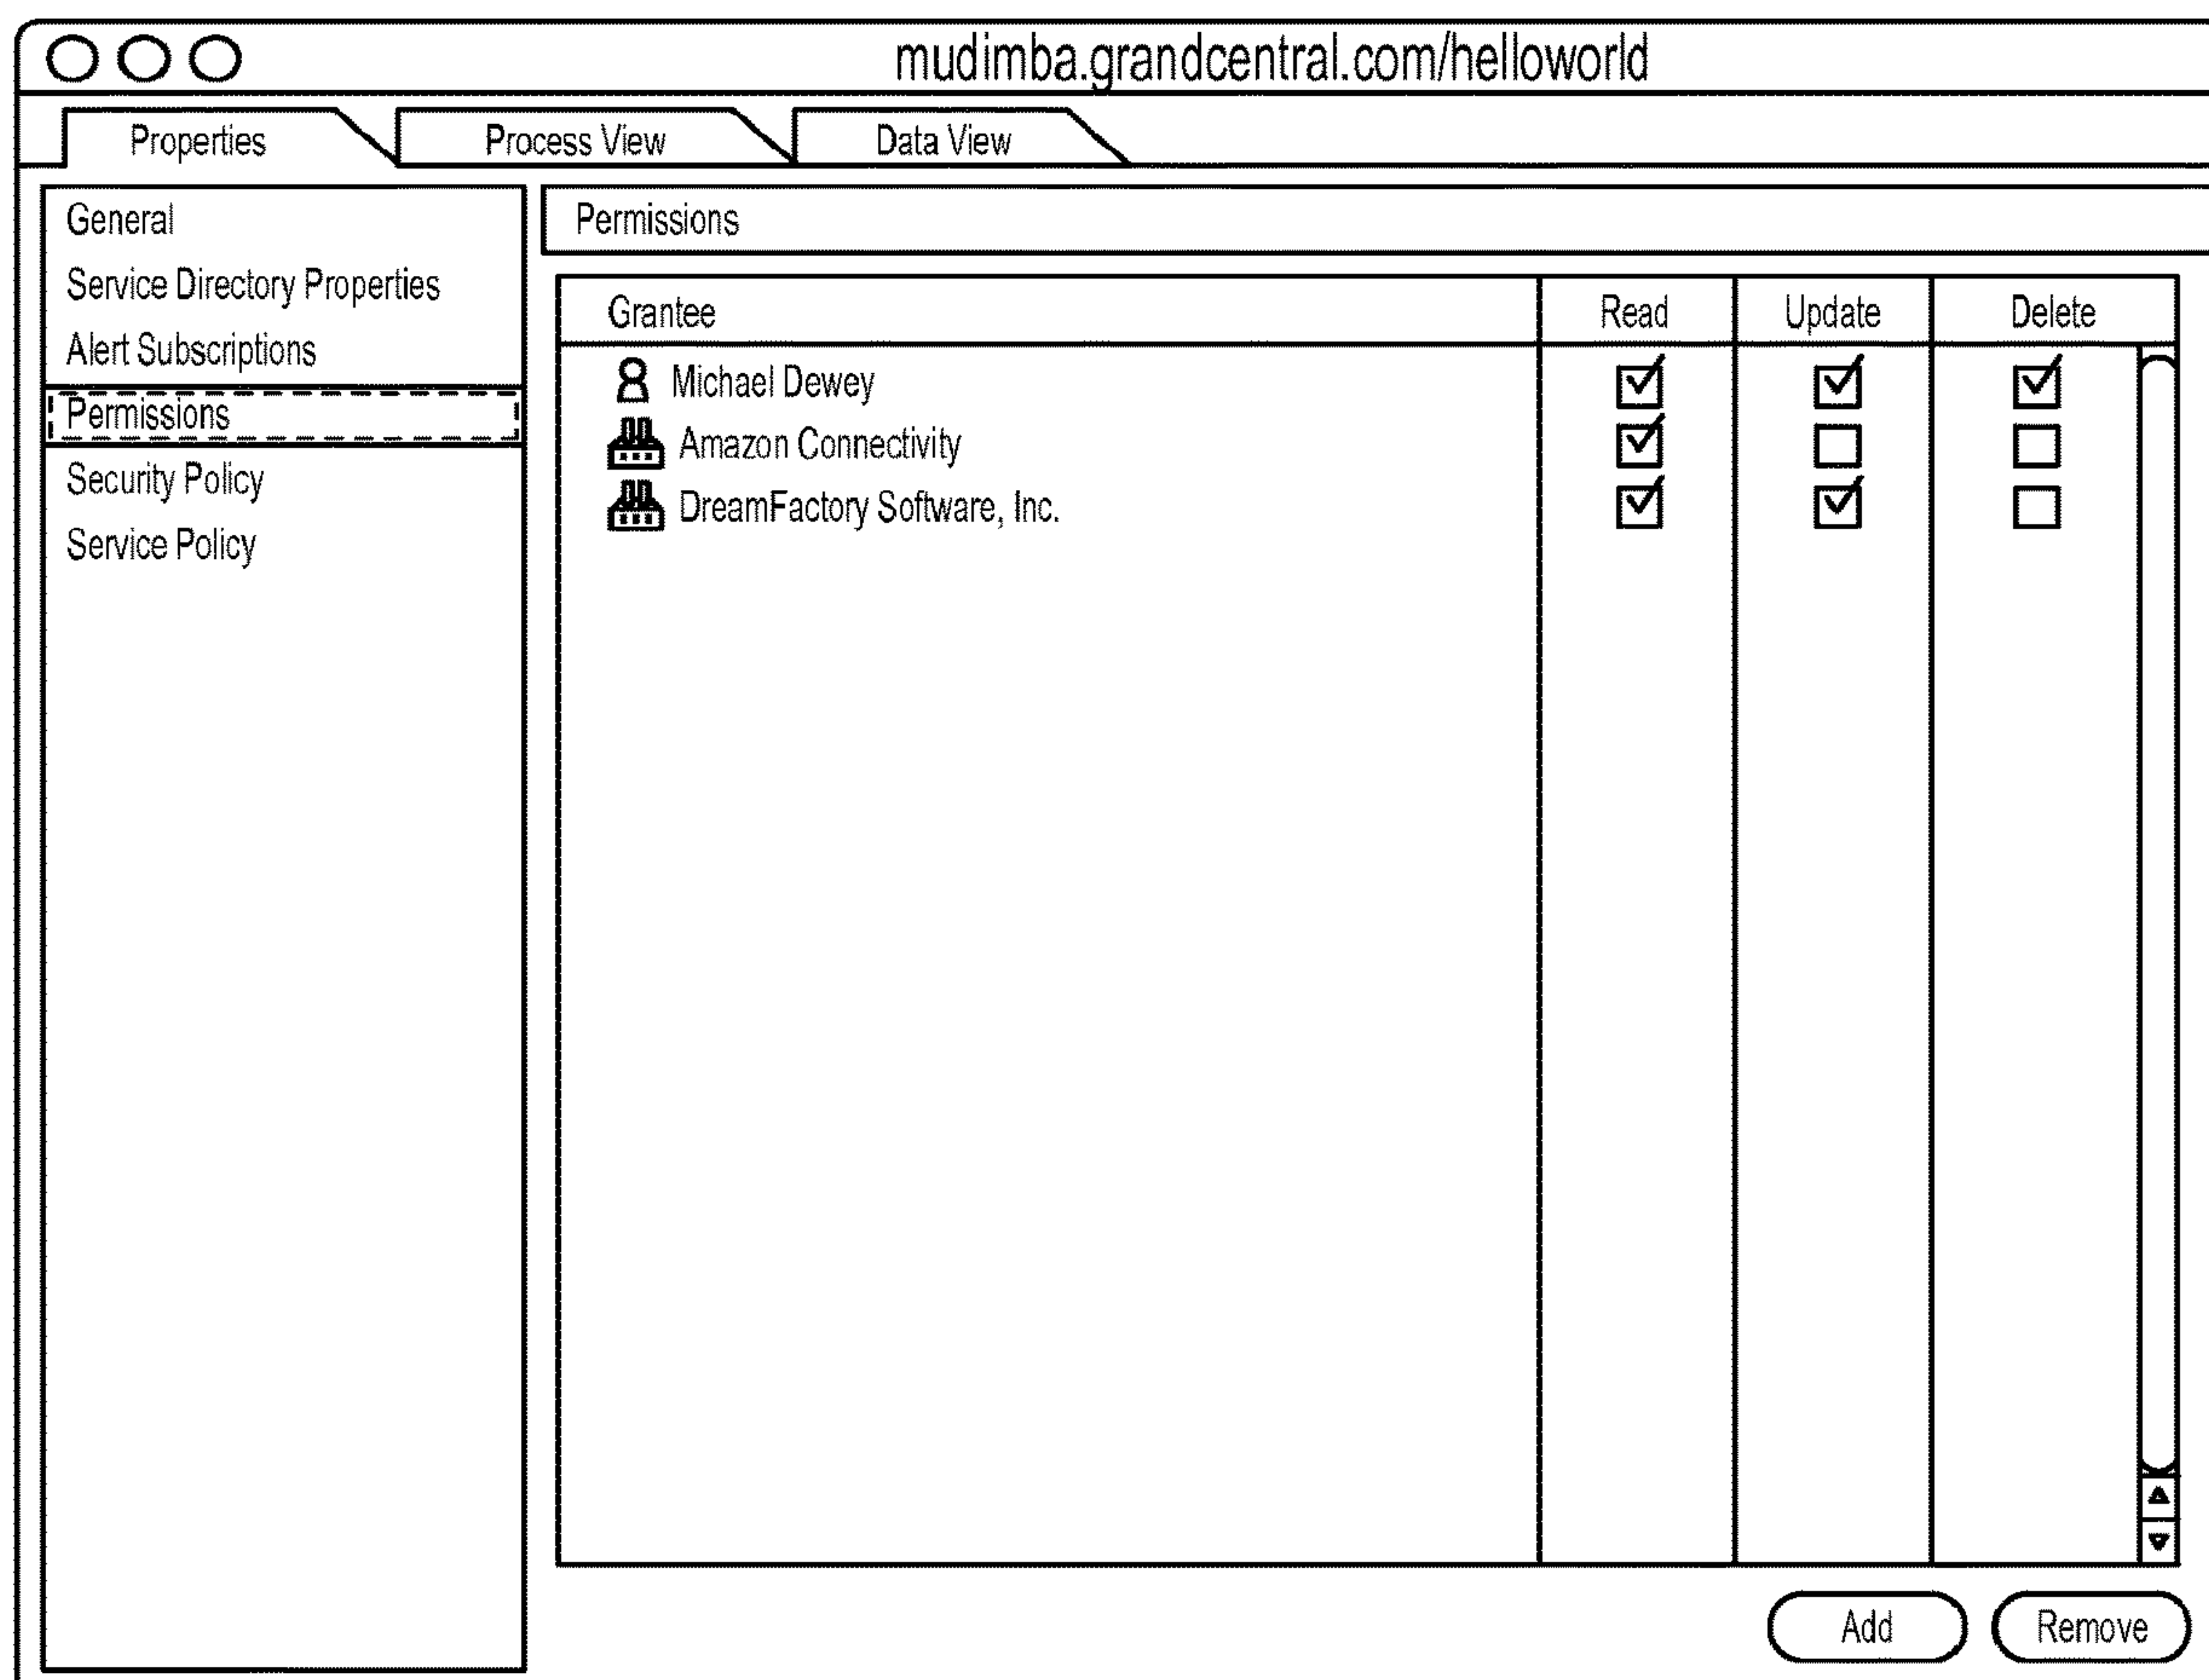 mudimba.grandcentral.com/helloworld
Properties Process View Data View
General
Service Directory Properties
Alert Subscriptions
Permissions
Security Policy
Service Policy
Permissions
Grantee Read Update Delete
Michael Dewey
Amazon Connectivity
DreamFactory Software, Inc.
Add Remove